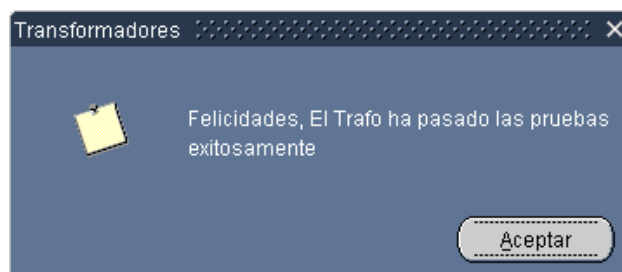 Transformadores
Felicidades, El Trafo ha pasado las pruebas
exitosamente
Aceptar